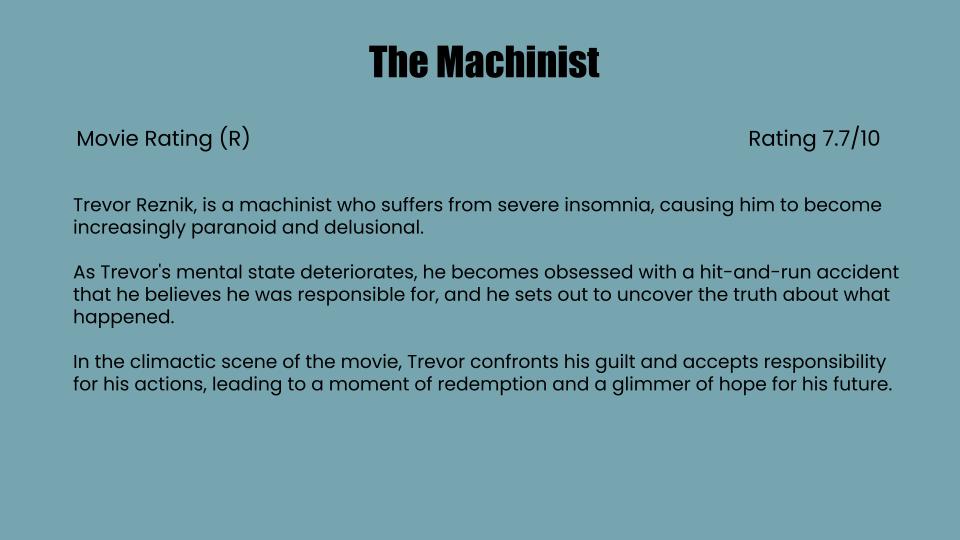 The Machinist
Movie Rating (R)
Rating 7.7/10
Trevor Reznik, is a machinist who suffers from severe insomnia, causing him to become
increasingly paranoid and delusional.
As Trevor's mental state deteriorates, he becomes obsessed with a hit-and-run accident
that he believes he was responsible for, and he sets out to uncover the truth about what
happened.
In the climactic scene of the movie, Trevor confronts his guilt and accepts responsibility
for his actions, leading to a moment of redemption and a glimmer of hope for his future.